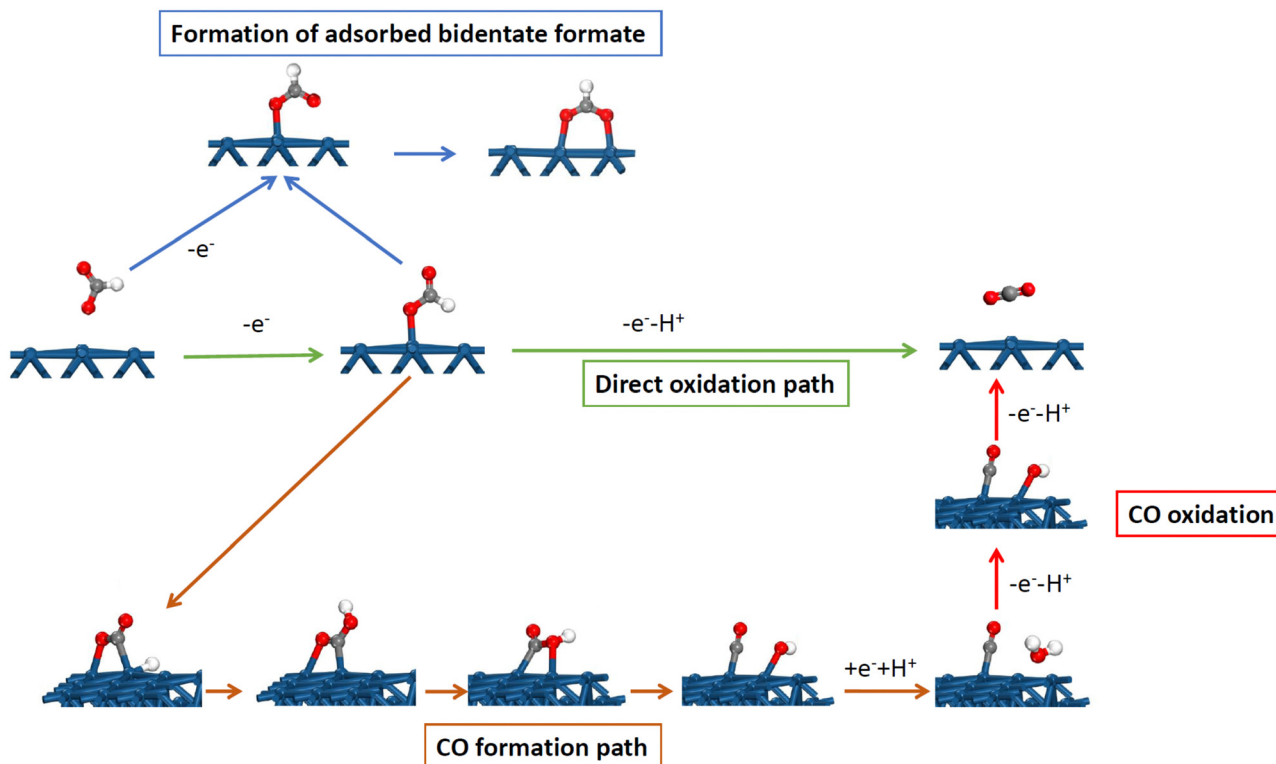 Formation of adsorbed bidentate formate
-e⁻
-e⁻
-e⁻-H⁺
Direct oxidation path
-e⁻-H⁺
CO oxidation
-e⁻-H⁺
+e⁻+H⁺
CO formation path